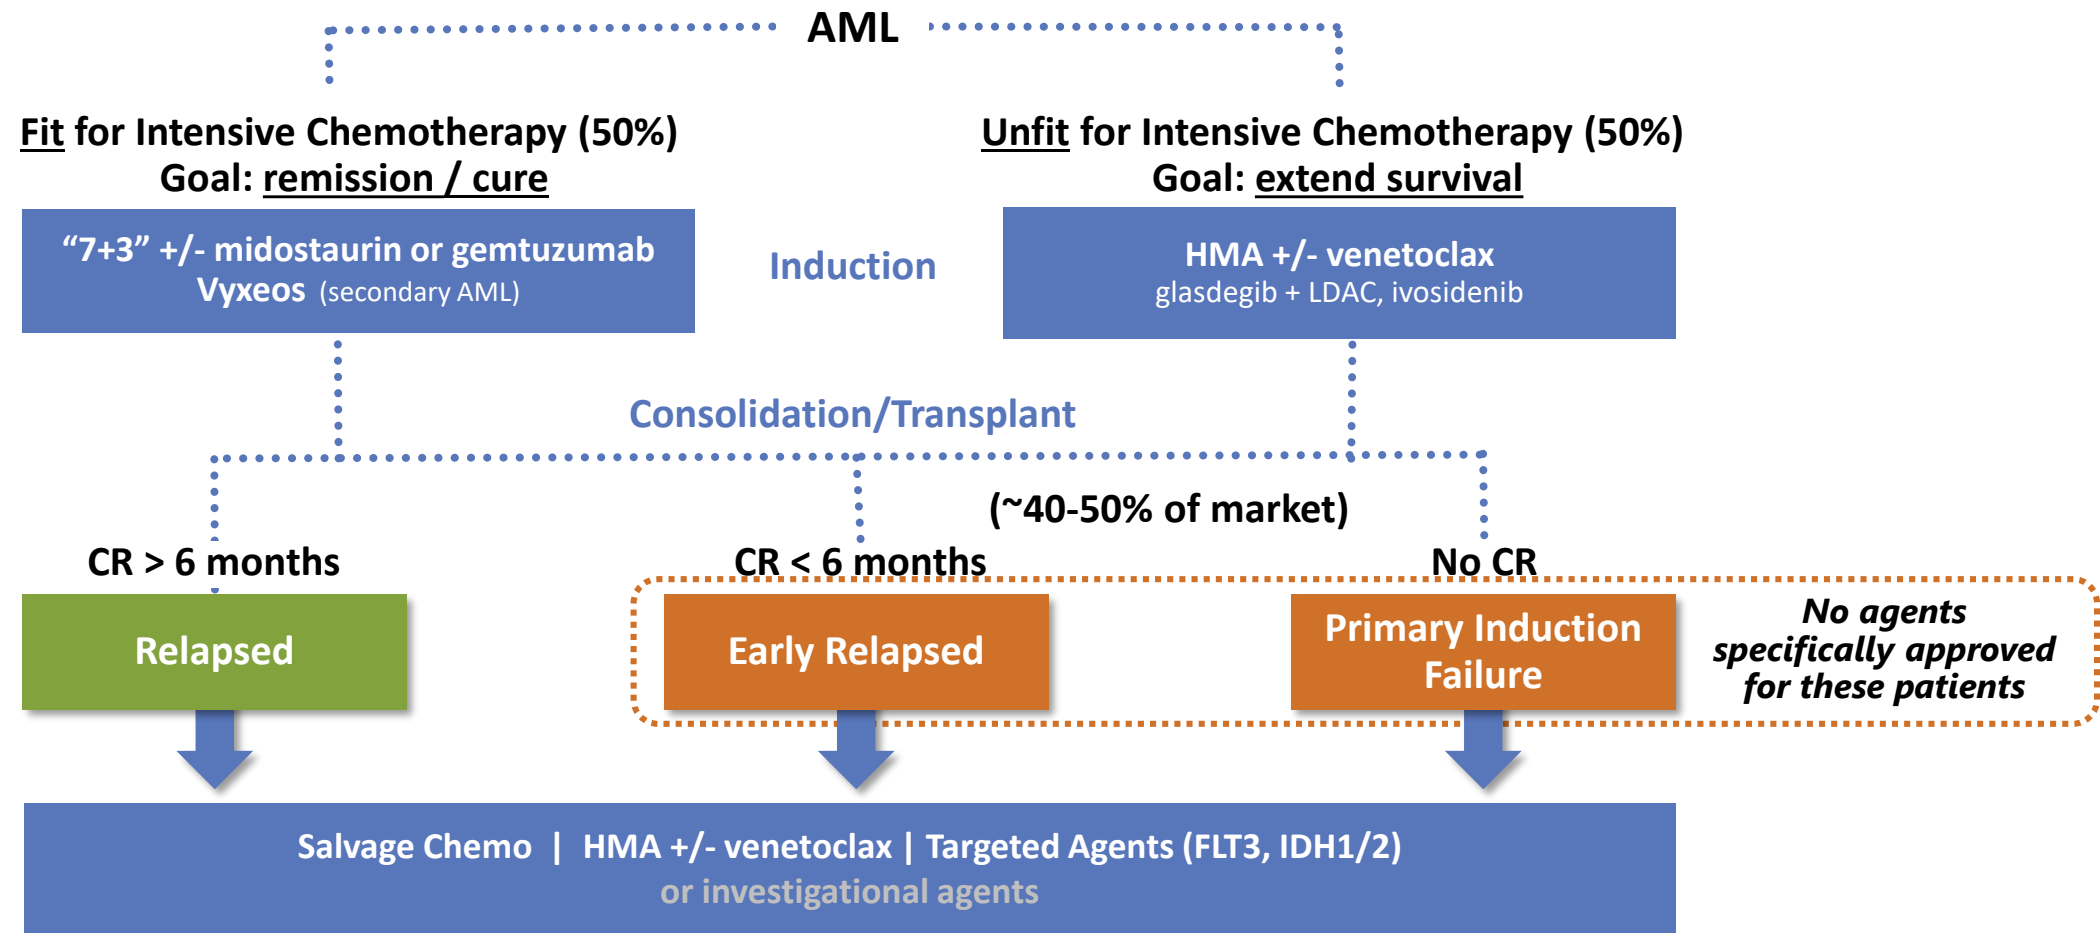 AML
Fit for Intensive Chemotherapy (50%)
Goal: remission / cure
Unfit for Intensive Chemotherapy (50%)
Goal: extend survival
“7+3” +/- midostaurin or gemtuzumab
Vyxeos (secondary AML)
Induction
HMA +/- venetoclax
glasdegib + LDAC, ivosidenib
Consolidation/Transplant
(~40-50% of market)
CR > 6 months
CR < 6 months
No CR
Relapsed
Early Relapsed
Primary Induction
Failure
No agents
specifically approved
for these patients
Salvage Chemo | HMA +/- venetoclax | Targeted Agents (FLT3, IDH1/2)
or investigational agents